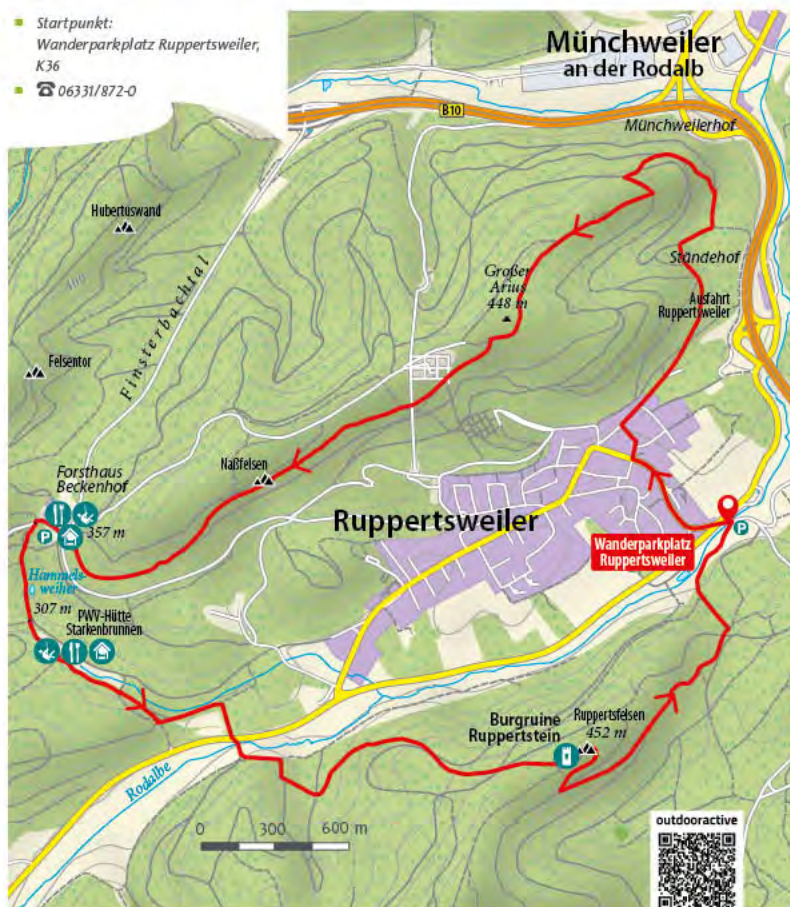 Startpunkt:
Wanderparkplatz Ruppertsweiler,
K36
☎ 06331/872-0
Münchweiler
an der Rodalb
B10
Münchweilerhof
Hubertuswand
400
Großer
Arius
448 m
Ständehof
Ausfahrt
Ruppertsweiler
Finsterbachtal
Felsentor
Naßfelsen
Forsthaus
Beckenhof
P
357 m
Ruppertsweiler
P
Wanderparkplatz
Ruppertsweiler
Hammels-
weiher
307 m
PWV-Hütte
Starkenbrunnen
Burgruine
Ruppertstein
Ruppertsfelsen
452 m
Rodalbe
0 300 600 m
outdooractive